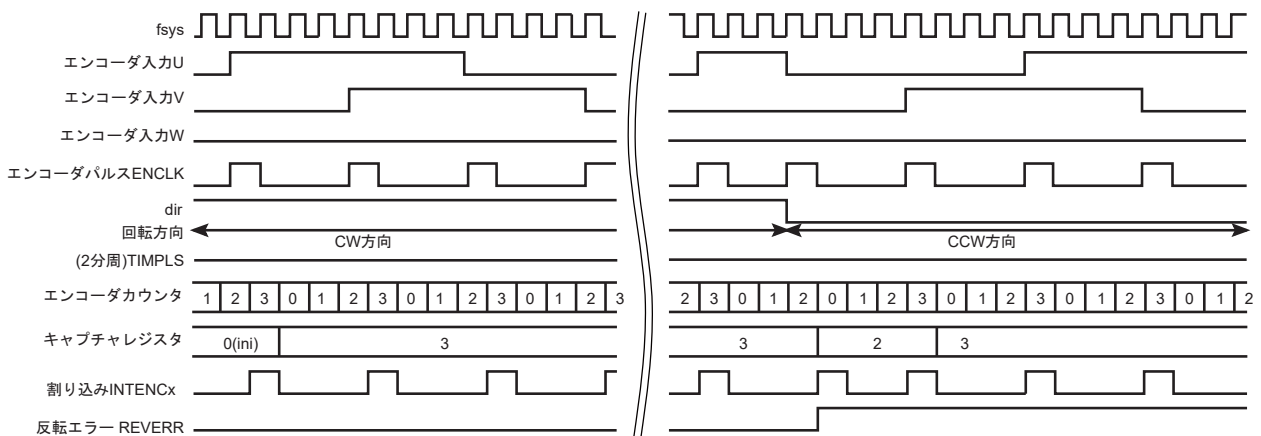 fsys
エンコーダ入力U
エンコーダ入力V
エンコーダ入力W
エンコーダパルスENCLK
dir
回転方向
CW方向
CCW方向
(2分周)TIMPLS
エンコーダカウンタ 1 2 3 0 1 2 3 0 1 2 3 0 1 2 3 2 3 0 1 2 0 1 2 3 0 1 2 3 0 1 2 3 0 1 2
キャプチャレジスタ 0(ini) 3 3 2 3
割り込みINTENCx
反転エラー REVERR